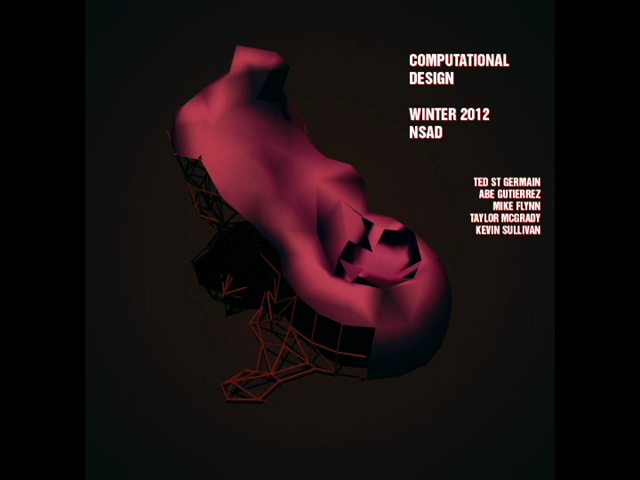 COMPUTATIONAL
DESIGN
WINTER 2012
NSAD
TED ST GERMAIN
ABE GUTIERREZ
MIKE FLYNN
TAYLOR MCGRADY
KEVIN SULLIVAN